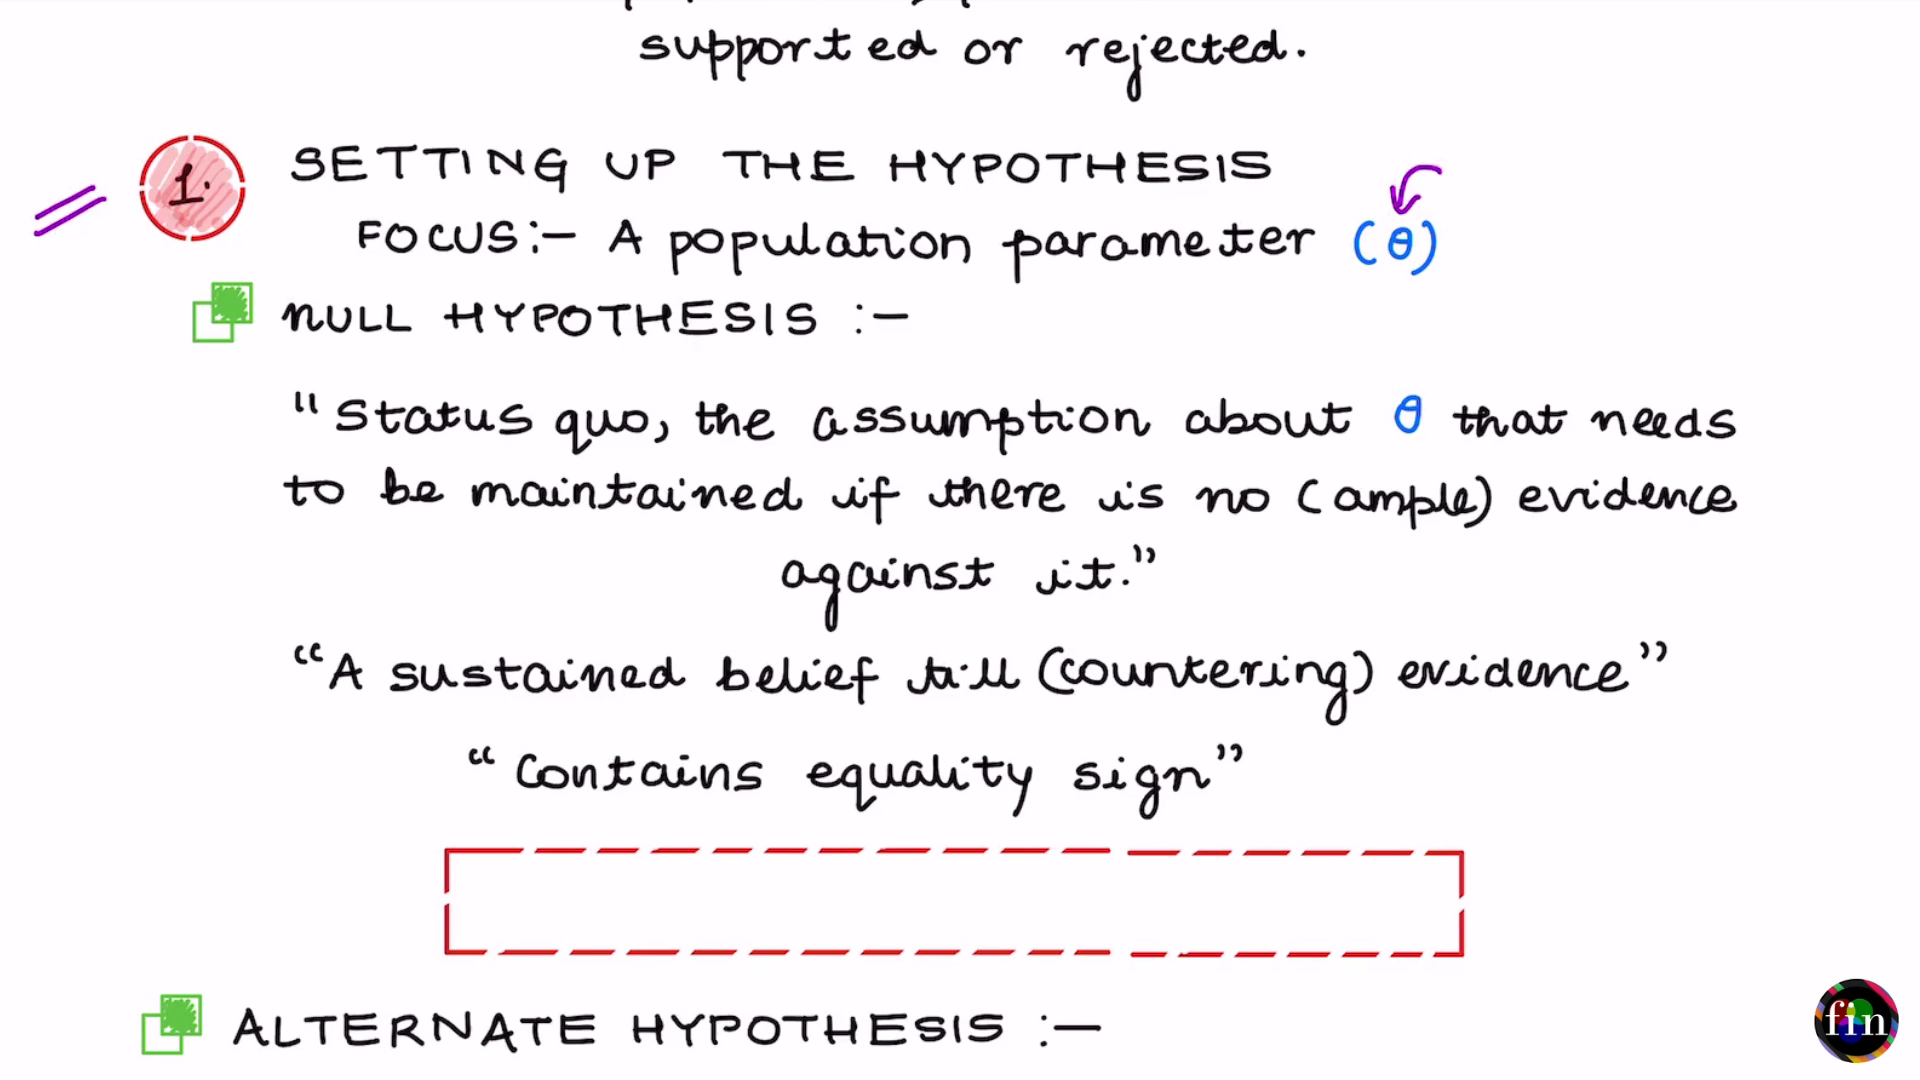 supported or rejected.
1. SETTING UP THE HYPOTHESIS
FOCUS:- A population parameter (θ)
NULL HYPOTHESIS :-
"Status quo, the assumption about θ that needs
to be maintained if there is no (ample) evidence
against it."
"A sustained belief till (countering) evidence"
"Contains equality sign"
ALTERNATE HYPOTHESIS :-
fin